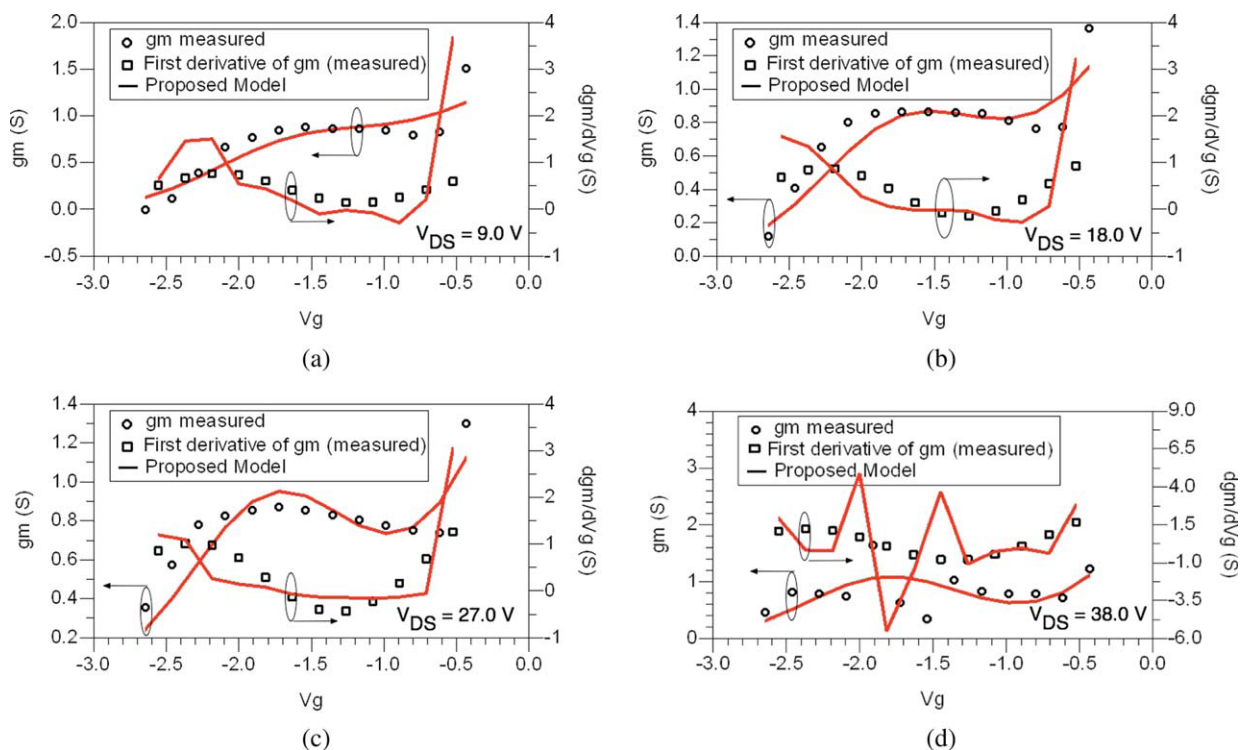 2.0
1.5
1.0
0.5
0.0
-0.5
gm (S)
gm measured
First derivative of gm (measured)
Proposed Model
4
3
2
1
0
-1
dgm/dVg (S)
VDS = 9.0 V
-3.0 -2.5 -2.0 -1.5 -1.0 -0.5 0.0
Vg
(a)
1.4
1.2
1.0
0.8
0.6
0.4
0.2
0.0
gm (S)
gm measured
First derivative of gm (measured)
Proposed Model
4
3
2
1
0
-1
dgm/dVg (S)
VDS = 18.0 V
-3.0 -2.5 -2.0 -1.5 -1.0 -0.5 0.0
Vg
(b)
1.4
1.2
1.0
0.8
0.6
0.4
0.2
gm (S)
gm measured
First derivative of gm (measured)
Proposed Model
4
3
2
1
0
-1
dgm/dVg (S)
VDS = 27.0 V
-3.0 -2.5 -2.0 -1.5 -1.0 -0.5 0.0
Vg
(c)
4
3
2
1
0
gm (S)
gm measured
First derivative of gm (measured)
Proposed Model
9.0
6.5
4.0
1.5
-1.0
-3.5
-6.0
dgm/dVg (S)
VDS = 38.0 V
-3.0 -2.5 -2.0 -1.5 -1.0 -0.5 0.0
Vg
(d)